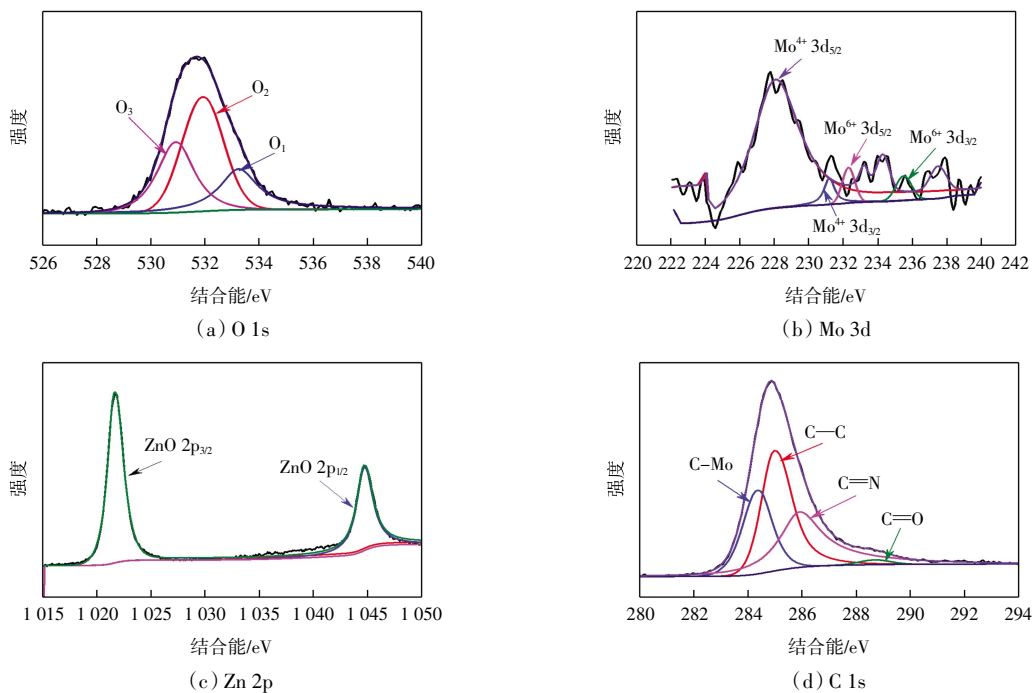 强度
O₃
O₂
O₁
526 528 530 532 534 536 538 540
结合能/eV
(a) O 1s
强度
Mo⁴⁺ 3d₅/₂
Mo⁶⁺ 3d₅/₂
Mo⁶⁺ 3d₃/₂
Mo⁴⁺ 3d₃/₂
220 222 224 226 228 230 232 234 236 238 240 242
结合能/eV
(b) Mo 3d
强度
ZnO 2p₃/₂
ZnO 2p₁/₂
1 015 1 020 1 030 1 035 1 040 1 045 1 050
结合能/eV
(c) Zn 2p
强度
C—C
C-Mo
C=N
C=O
280 282 284 286 288 290 292 294
结合能/eV
(d) C 1s